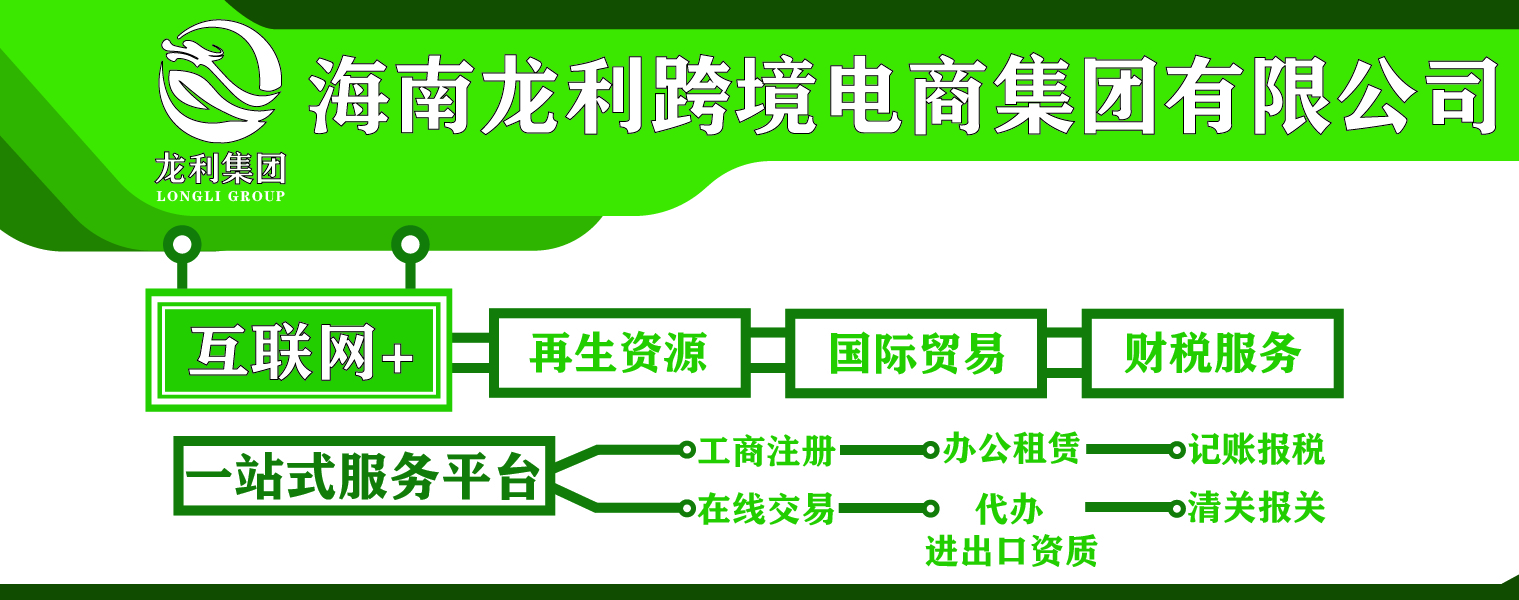 海南龙利跨境电商集团有限公司
龙利集团
LONGLI GROUP
互联网+
再生资源
国际贸易
财税服务
一站式服务平台
工商注册
办公租赁
记账报税
在线交易
代办
进出口资质
清关报关